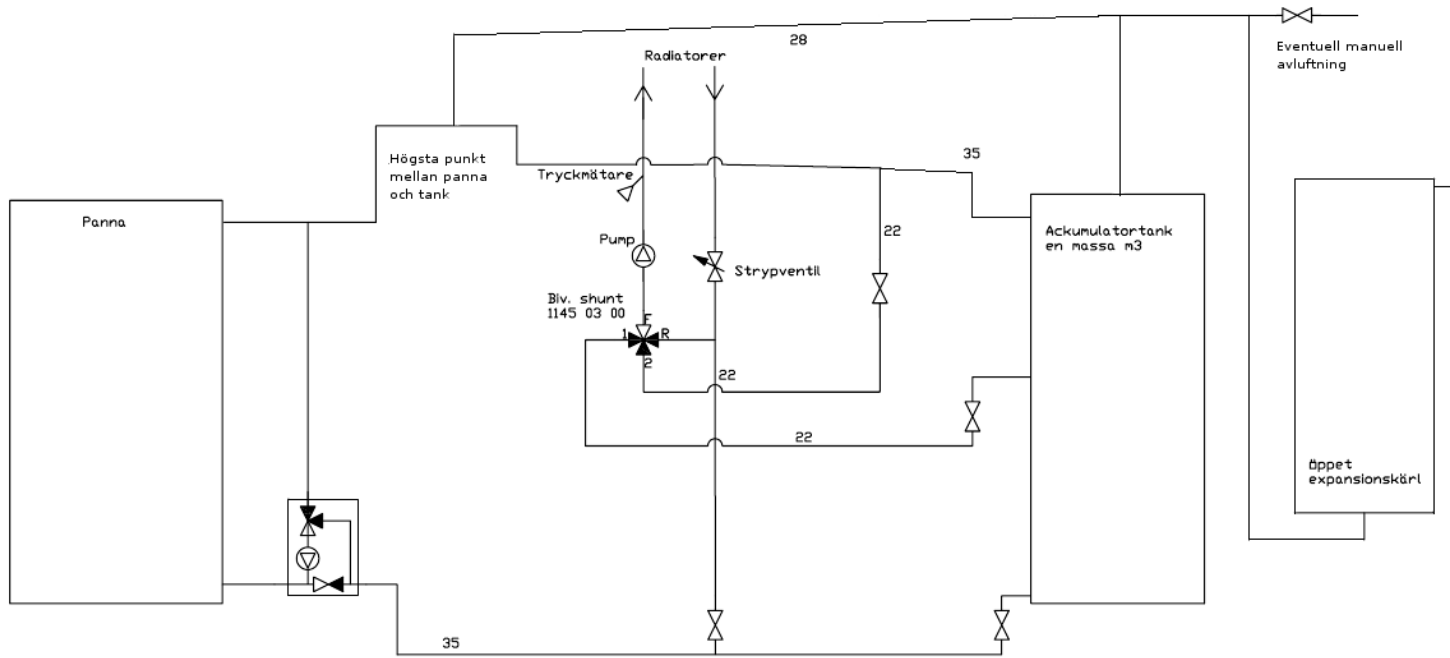 28
Eventuell manuell
avluftning
Radiatorer
Högsta punkt
mellan panna
och tank
35
Tryckmätare
Panna
Ackumulatortank
en massa m3
22
Pump
Strypventil
Biv. shunt
1145 03 00
F
1
R
2
22
22
Öppet
expansionskärl
35